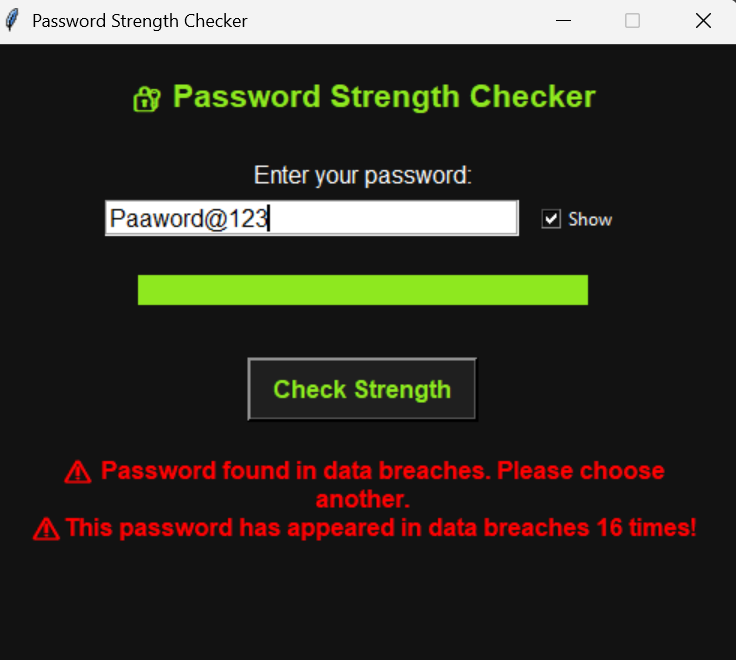 Password Strength Checker
🔐 Password Strength Checker
Enter your password:
Paaword@123
Show
Check Strength
⚠ Password found in data breaches. Please choose
another.
⚠ This password has appeared in data breaches 16 times!